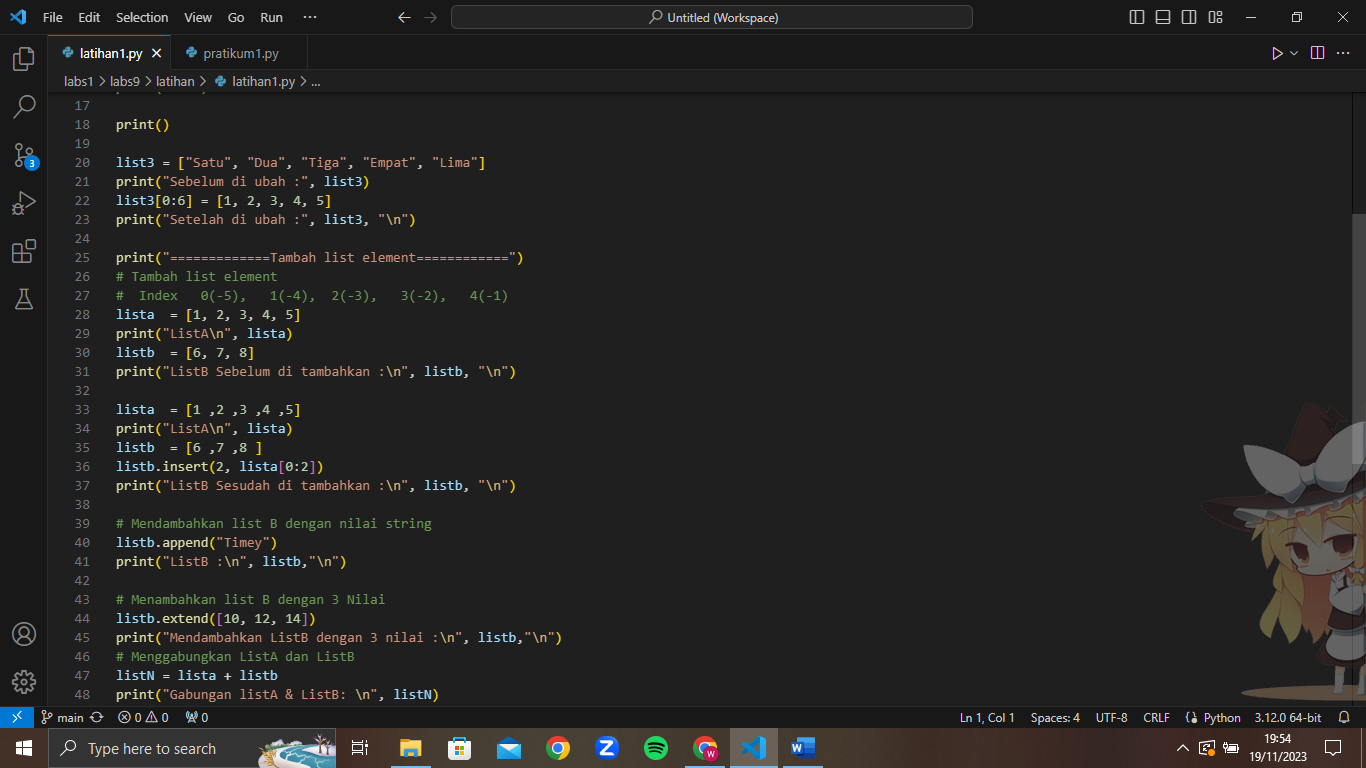 File Edit Selection View Go Run ··· Untitled (Workspace)
latihan1.py pratikum1.py
labs1 > labs9 > latihan > latihan1.py > ...
17
18 print()
19
20 list3 = ["Satu", "Dua", "Tiga", "Empat", "Lima"]
21 print("Sebelum di ubah :", list3)
22 list3[0:6] = [1, 2, 3, 4, 5]
23 print("Setelah di ubah :", list3, "\n")
24
25 print("=============Tambah list element============")
26 # Tambah list element
27 #  Index   0(-5),   1(-4),  2(-3),   3(-2),   4(-1)
28 lista  = [1, 2, 3, 4, 5]
29 print("ListA\n", lista)
30 listb  = [6, 7, 8]
31 print("ListB Sebelum di tambahkan :\n", listb, "\n")
32
33 lista  = [1 ,2 ,3 ,4 ,5]
34 print("ListA\n", lista)
35 listb  = [6 ,7 ,8 ]
36 listb.insert(2, lista[0:2])
37 print("ListB Sesudah di tambahkan :\n", listb, "\n")
38
39 # Mendambahkan list B dengan nilai string
40 listb.append("Timey")
41 print("ListB :\n", listb,"\n")
42
43 # Menambahkan list B dengan 3 Nilai
44 listb.extend([10, 12, 14])
45 print("Mendambahkan ListB dengan 3 nilai :\n", listb,"\n")
46 # Menggabungkan ListA dan ListB
47 listN = lista + listb
48 print("Gabungan listA & ListB: \n", listN)
3
main 0 0 0 Ln 1, Col 1 Spaces: 4 UTF-8 CRLF Python 3.12.0 64-bit
Type here to search Z W W 19:54
19/11/2023